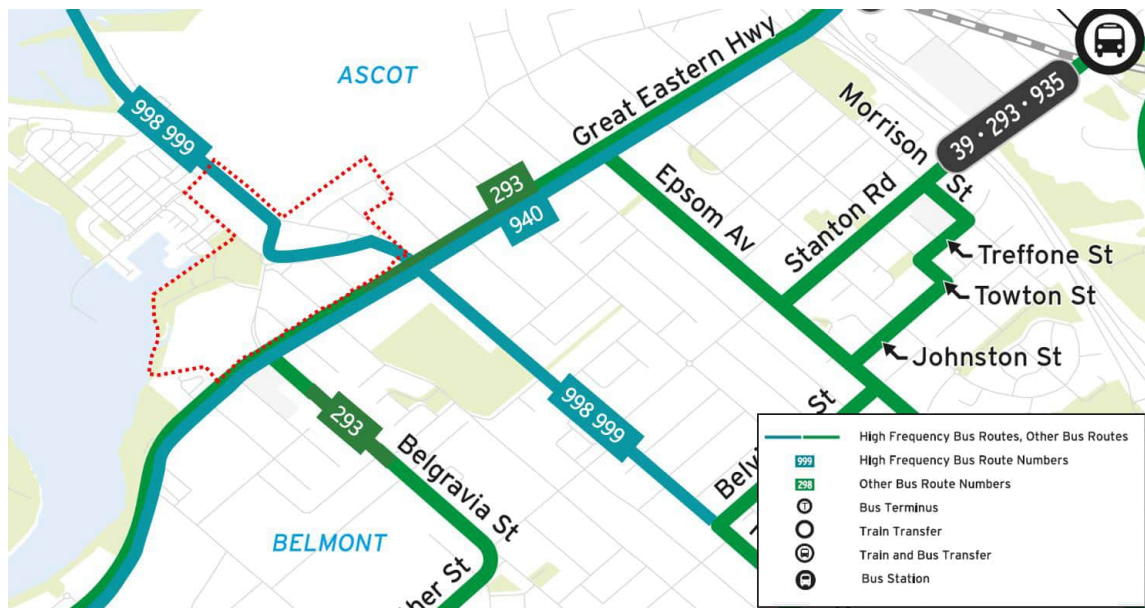 998 999
ASCOT
Great Eastern Hwy
293
940
Epsom Av
Stanton Rd
Morrison St
39 • 293 • 935
Treffone St
Towton St
Johnston St
998 999
293
Belgravia St
BELMONT
St
St
High Frequency Bus Routes, Other Bus Routes
999 High Frequency Bus Route Numbers
298 Other Bus Route Numbers
T Bus Terminus
Train Transfer
Train and Bus Transfer
Bus Station